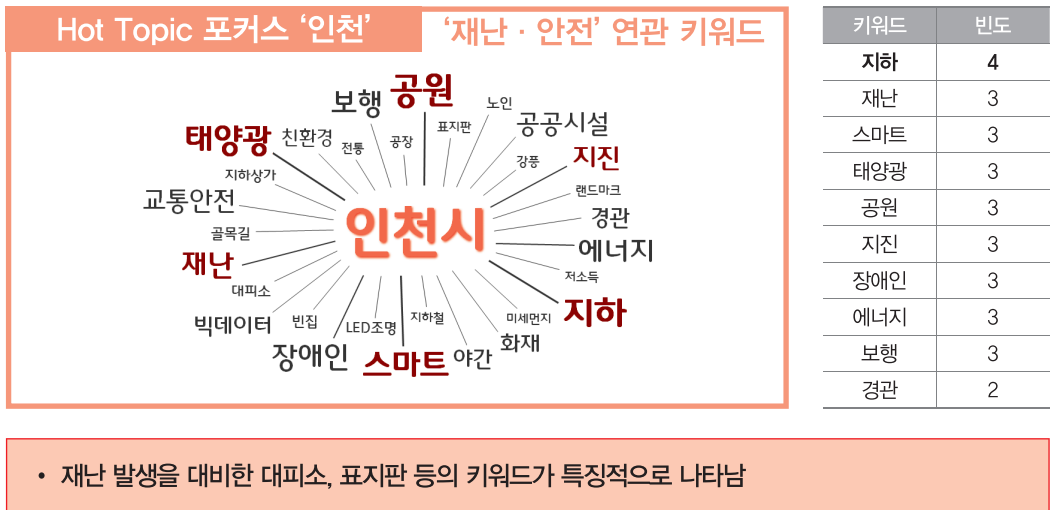 Hot Topic 포커스 ‘인천’
‘재난 · 안전’ 연관 키워드
공원
보행
노인
표지판
공공시설
태양광
친환경
전통
공장
강풍
지진
지하상가
랜드마크
교통안전
인천시
경관
골목길
에너지
재난
저소득
대피소
지하
빅데이터
빈집
LED조명
지하철
미세먼지
화재
장애인
스마트
야간
키워드 빈도
지하 4
재난 3
스마트 3
태양광 3
공원 3
지진 3
장애인 3
에너지 3
보행 3
경관 2
• 재난 발생을 대비한 대피소, 표지판 등의 키워드가 특징적으로 나타남